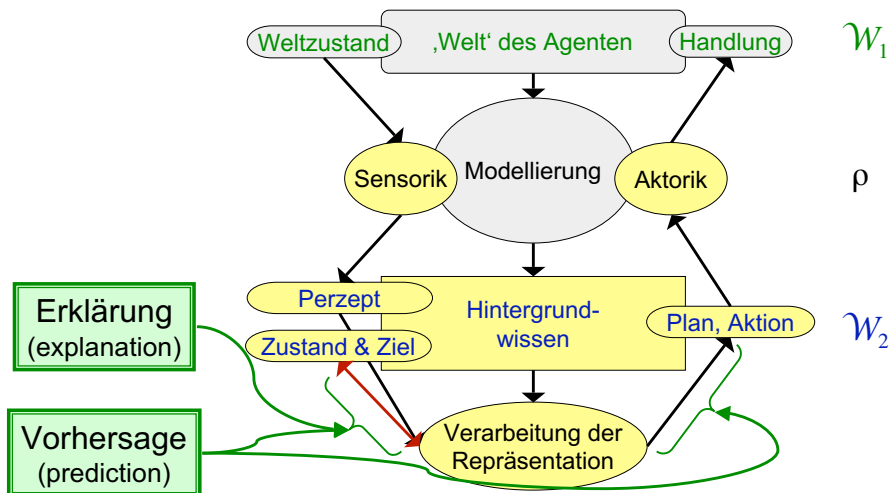 Weltzustand
‚Welt‘ des Agenten
Handlung
W₁
Sensorik
Modellierung
Aktorik
ρ
Perzept
Zustand & Ziel
Hintergrund-
wissen
Plan, Aktion
W₂
Erklärung
(explanation)
Vorhersage
(prediction)
Verarbeitung der
Repräsentation